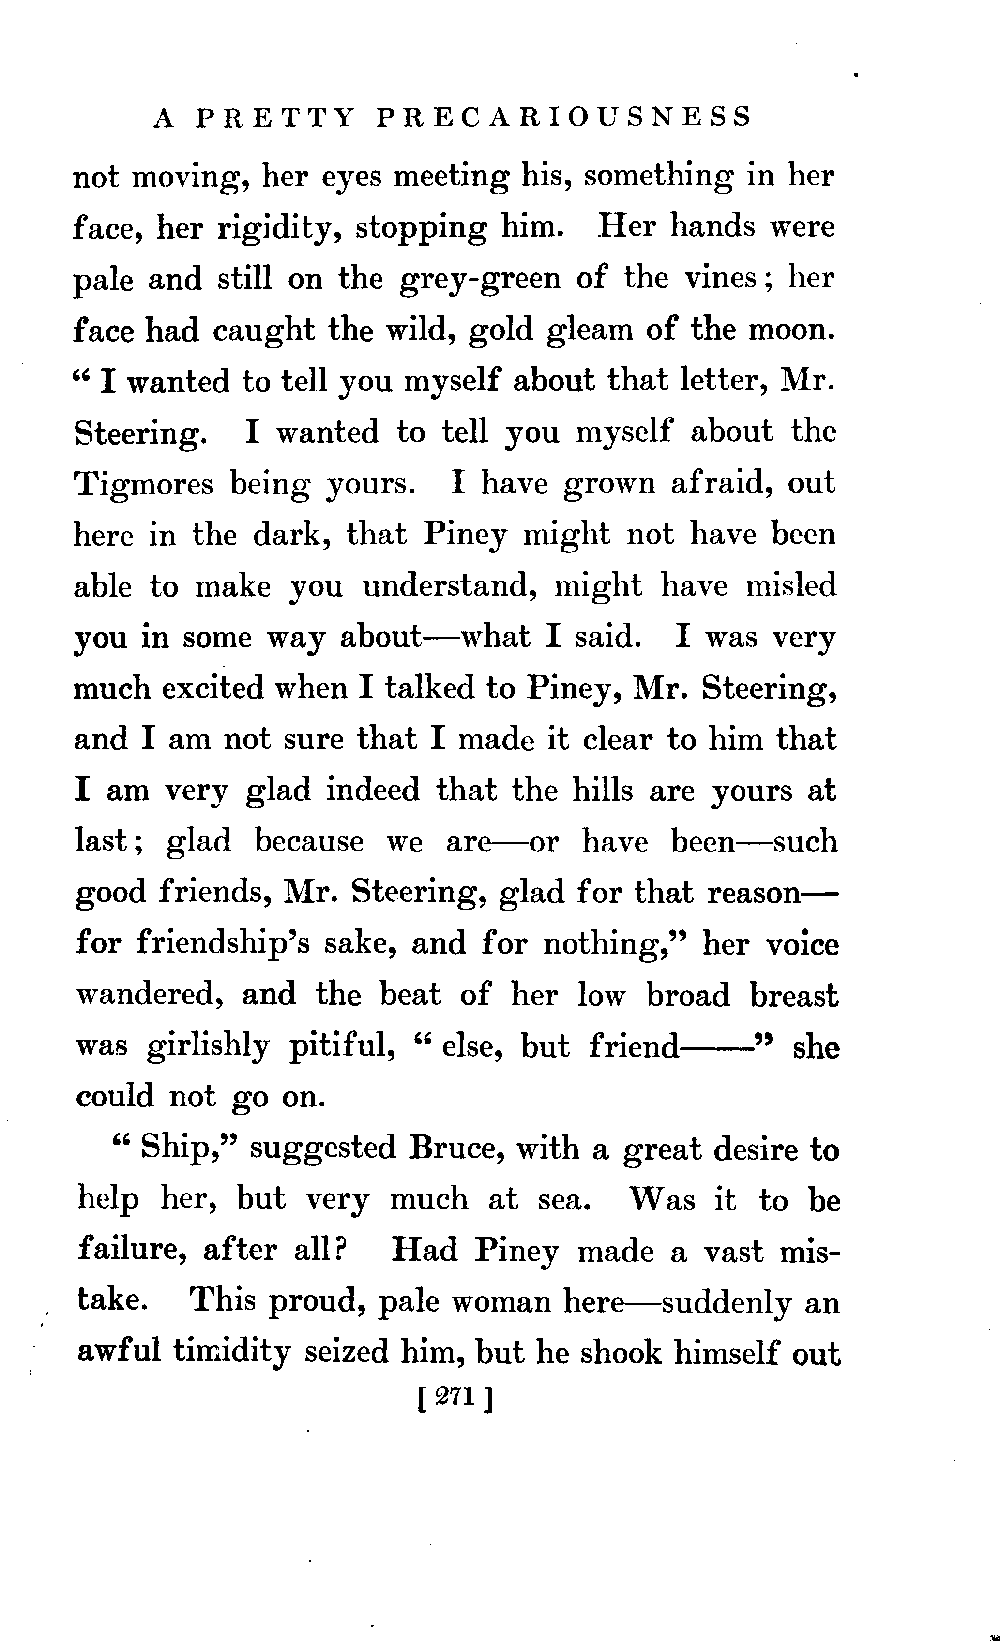 A PRETTY PRECARIOUSNESS
not moving, her eyes meeting his, something in her
face, her rigidity, stopping him. Her hands were
pale and still on the grey-green of the vines; her
face had caught the wild, gold gleam of the moon.
“ I wanted to tell you myself about that letter, Mr.
Steering. I wanted to tell you myself about the
Tigmores being yours. I have grown afraid, out
here in the dark, that Piney might not have been
able to make you understand, might have misled
you in some way about—what I said. I was very
much excited when I talked to Piney, Mr. Steering,
and I am not sure that I made it clear to him that
I am very glad indeed that the hills are yours at
last; glad because we are—or have been—such
good friends, Mr. Steering, glad for that reason—
for friendship’s sake, and for nothing,” her voice
wandered, and the beat of her low broad breast
was girlishly pitiful, “ else, but friend——” she
could not go on.
“ Ship,” suggested Bruce, with a great desire to
help her, but very much at sea. Was it to be
failure, after all? Had Piney made a vast mis-
take. This proud, pale woman here—suddenly an
awful timidity seized him, but he shook himself out
[ 271 ]